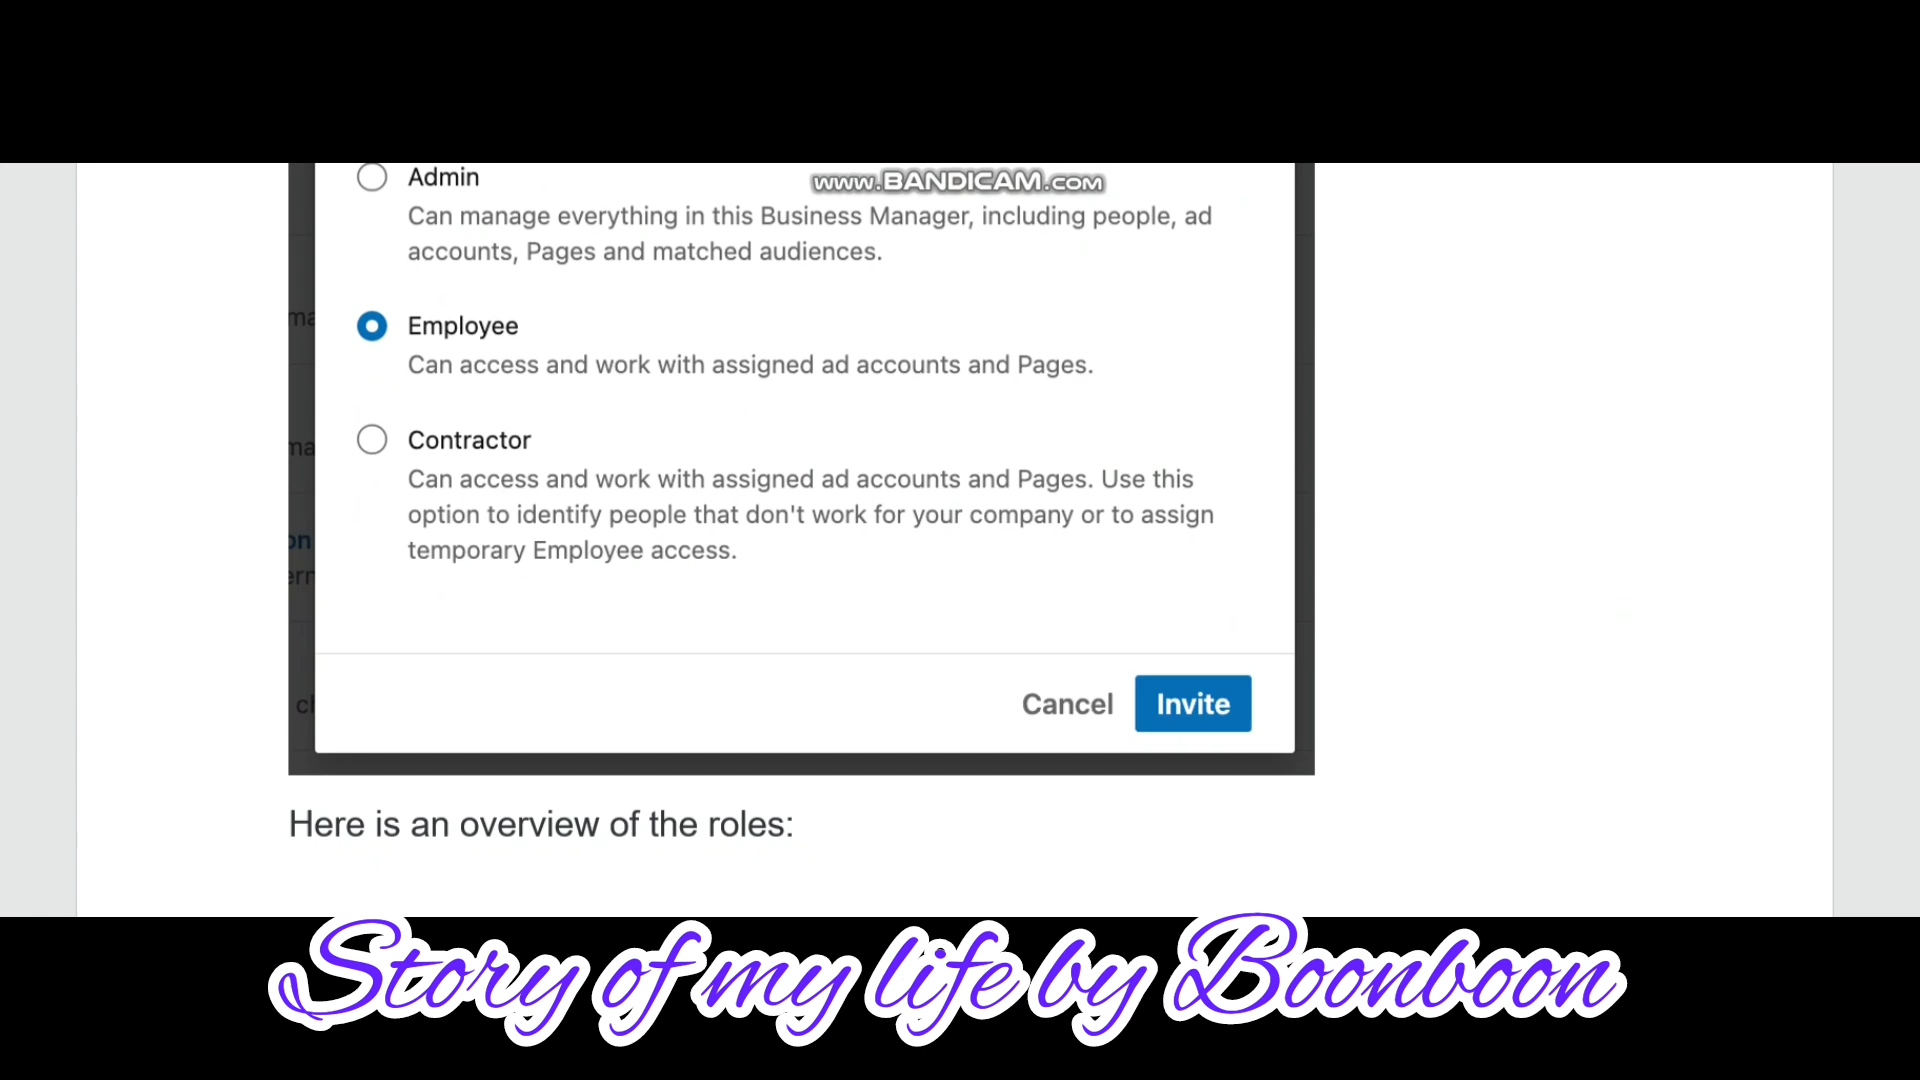 Admin
www.BANDICAM.com
Can manage everything in this Business Manager, including people, ad
accounts, Pages and matched audiences.
Employee
Can access and work with assigned ad accounts and Pages.
Contractor
Can access and work with assigned ad accounts and Pages. Use this
option to identify people that don't work for your company or to assign
temporary Employee access.
Cancel
Invite
Here is an overview of the roles:
Story of my life by Boonboon